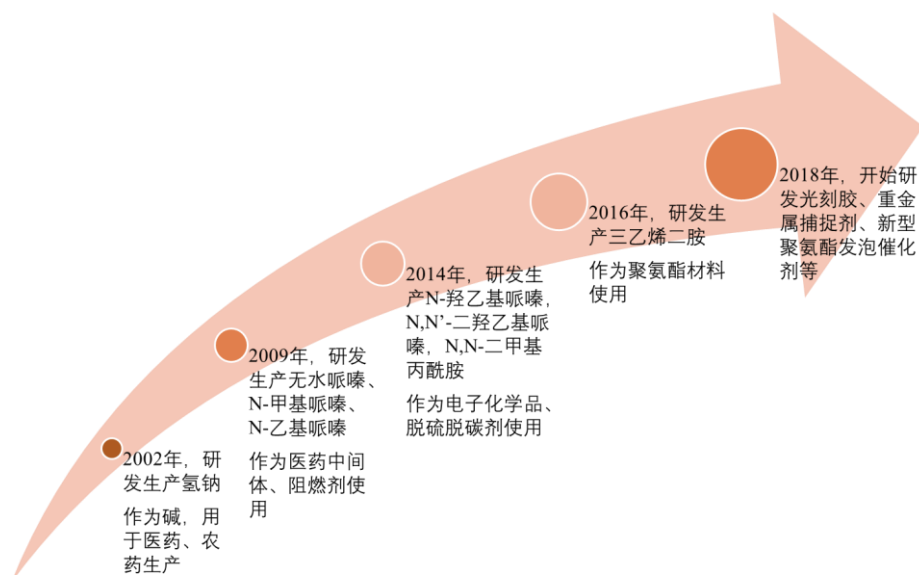 2002年，研
发生产氢钠
作为碱，用
于医药、农
药生产
2009年，研发
生产无水哌嗪、
N-甲基哌嗪、
N-乙基哌嗪
作为医药中间
体、阻燃剂使
用
2014年，研发生
产N-羟乙基哌嗪，
N,N’-二羟乙基哌
嗪，N,N-二甲基
丙酰胺
作为电子化学品、
脱硫脱碳剂使用
2016年，研发生
产三乙烯二胺
作为聚氨酯材料
使用
2018年，开始研
发光刻胶、重金
属捕捉剂、新型
聚氨酯发泡催化
剂等